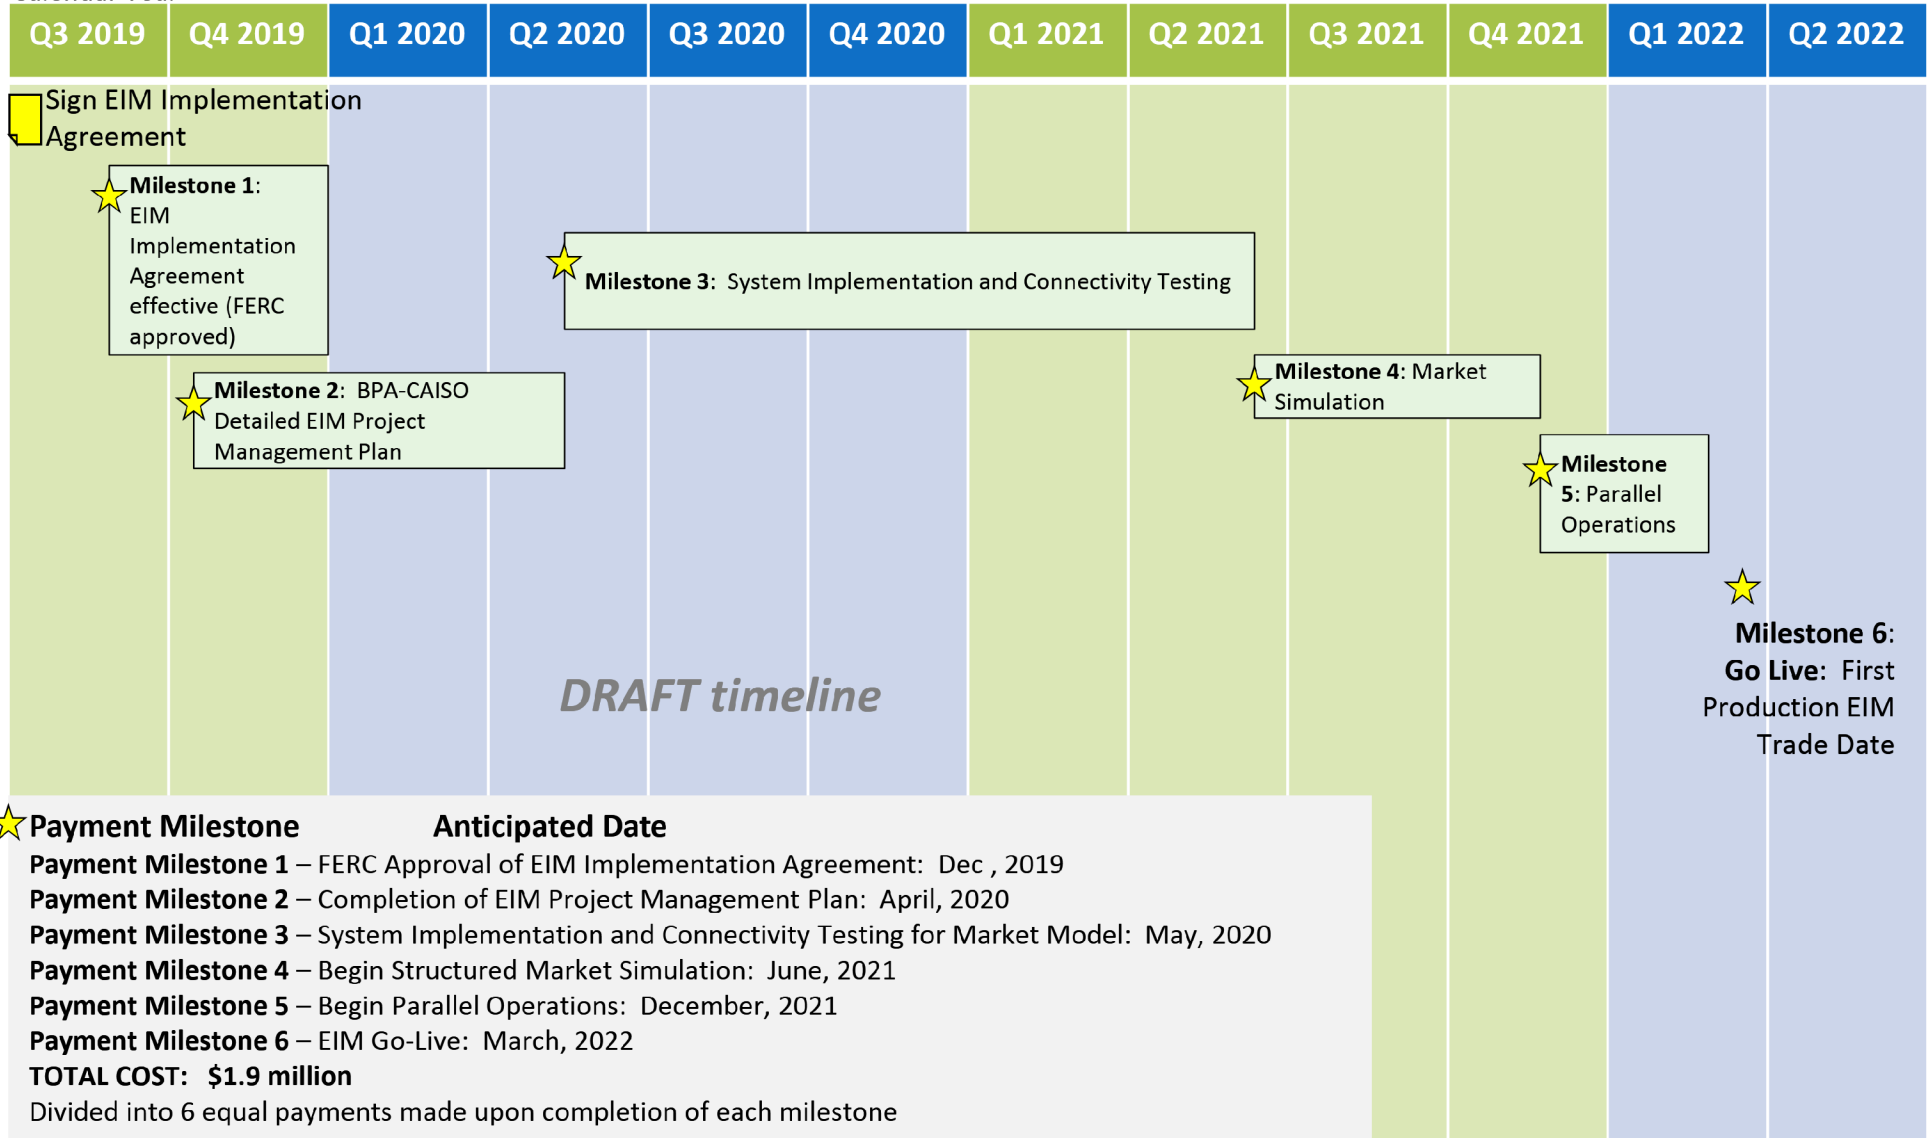 Calendar Year
Q3 2019 Q4 2019 Q1 2020 Q2 2020 Q3 2020 Q4 2020 Q1 2021 Q2 2021 Q3 2021 Q4 2021 Q1 2022 Q2 2022
Sign EIM Implementation
Agreement
Milestone 1:
EIM
Implementation
Agreement
effective (FERC
approved)
Milestone 2: BPA-CAISO
Detailed EIM Project
Management Plan
Milestone 3: System Implementation and Connectivity Testing
Milestone 4: Market
Simulation
Milestone
5: Parallel
Operations
Milestone 6:
Go Live: First
Production EIM
Trade Date
DRAFT timeline
Payment Milestone Anticipated Date
Payment Milestone 1 – FERC Approval of EIM Implementation Agreement: Dec , 2019
Payment Milestone 2 – Completion of EIM Project Management Plan: April, 2020
Payment Milestone 3 – System Implementation and Connectivity Testing for Market Model: May, 2020
Payment Milestone 4 – Begin Structured Market Simulation: June, 2021
Payment Milestone 5 – Begin Parallel Operations: December, 2021
Payment Milestone 6 – EIM Go-Live: March, 2022
TOTAL COST: $1.9 million
Divided into 6 equal payments made upon completion of each milestone